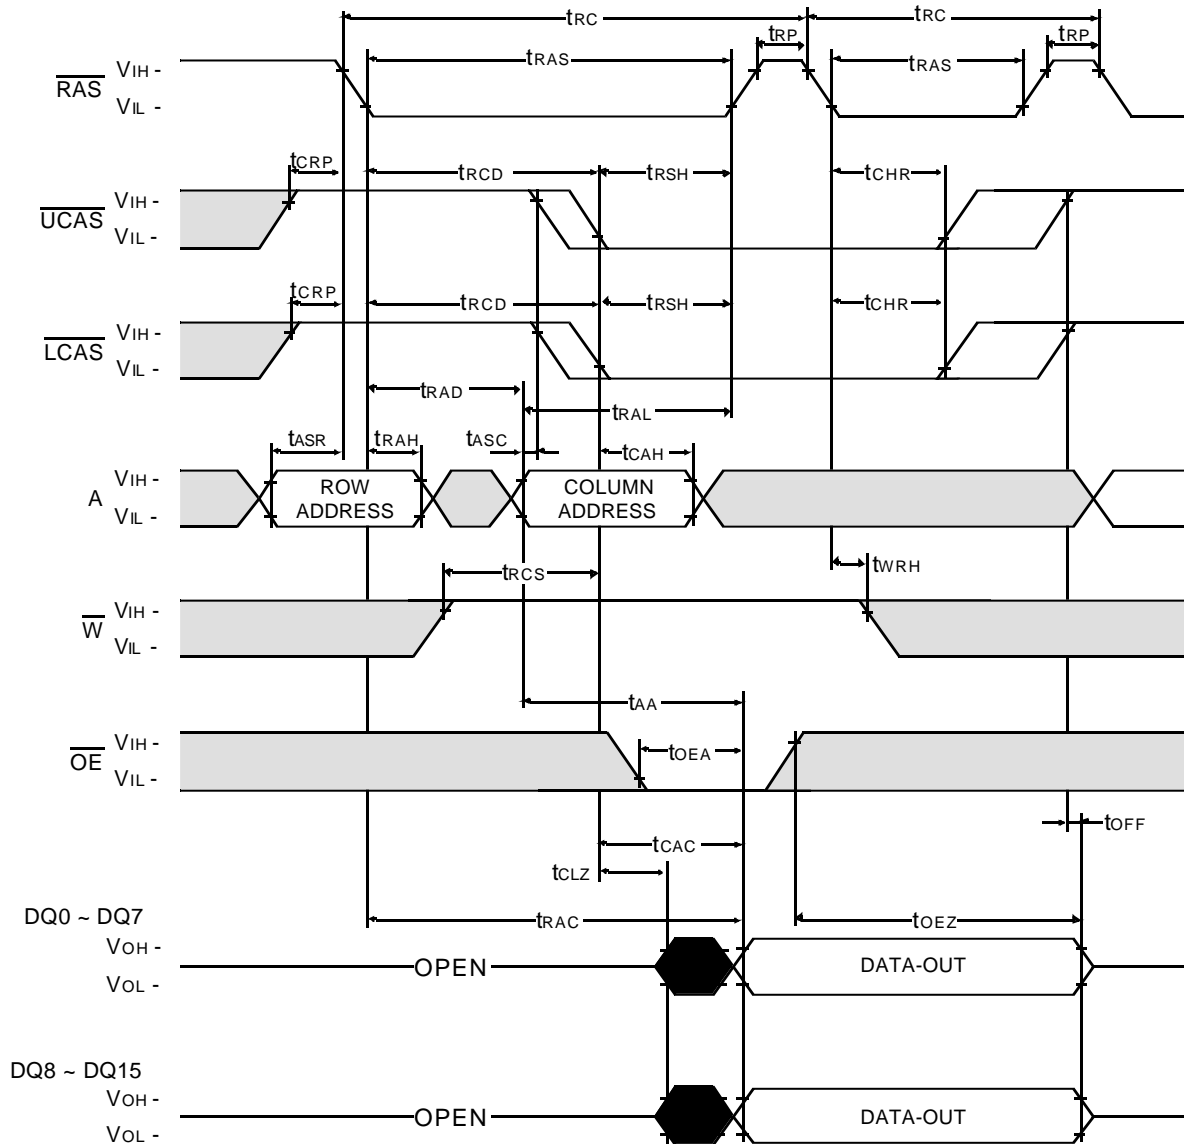 tRC tRC
tRP tRP
tRAS tRAS
RAS VIH -
VIL -
tCRP tRCD tRSH tCHR
UCAS VIH -
VIL -
tCRP tRCD tRSH tCHR
LCAS VIH -
VIL -
tRAD
tRAL
tASR tRAH tASC tCAH
A VIH -
VIL -
ROW ADDRESS
COLUMN ADDRESS
tRCS tWRH
W VIH -
VIL -
tAA
OE VIH -
VIL -
tOEA
tOFF
tCAC
tCLZ
tRAC tOEZ
DQ0 ~ DQ7
VOH -
VOL -
OPEN DATA-OUT
DQ8 ~ DQ15
VOH -
VOL -
OPEN DATA-OUT